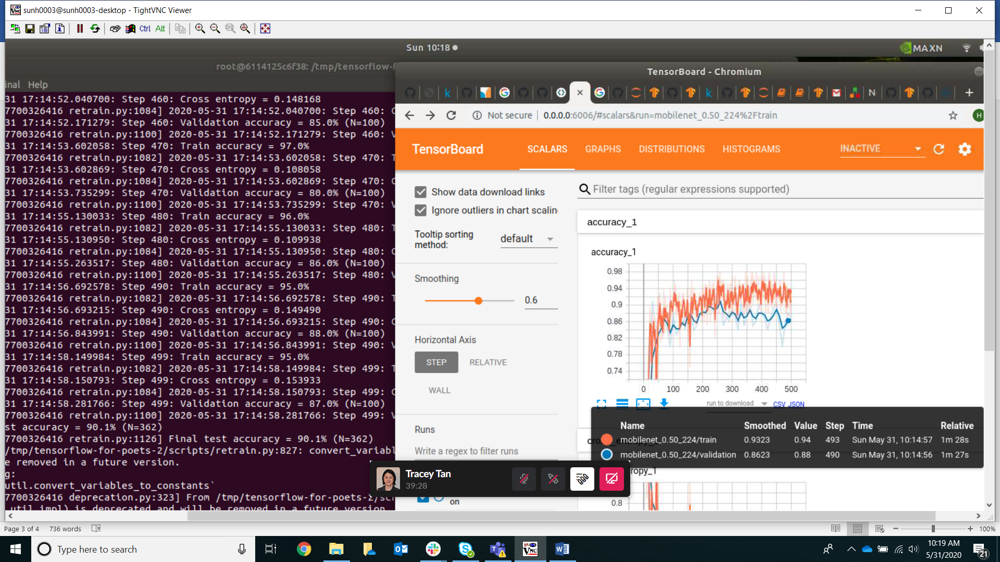 sunh0003@sunh0003-desktop - TightVNC Viewer
Ctrl Alt
Sun 10:18
MAXN
root@6114125c6f38: /tmp/tensorflow-f
inal Help
31 17:14:52.040700: Step 460: Cross entropy = 0.148168
7700326416 retrain.py:1084] 2020-05-31 17:14:52.040700: Step 460: C
31 17:14:52.171279: Step 460: Validation accuracy = 85.0% (N=100)
7700326416 retrain.py:1100] 2020-05-31 17:14:52.171279: Step 460: V
31 17:14:53.602058: Step 470: Train accuracy = 97.0%
7700326416 retrain.py:1082] 2020-05-31 17:14:53.602058: Step 470: T
31 17:14:53.602869: Step 470: Cross entropy = 0.108058
7700326416 retrain.py:1084] 2020-05-31 17:14:53.602869: Step 470: C
31 17:14:53.735299: Step 470: Validation accuracy = 80.0% (N=100)
7700326416 retrain.py:1100] 2020-05-31 17:14:53.735299: Step 470: V
31 17:14:55.130033: Step 480: Train accuracy = 96.0%
7700326416 retrain.py:1082] 2020-05-31 17:14:55.130033: Step 480: T
31 17:14:55.130950: Step 480: Cross entropy = 0.109938
7700326416 retrain.py:1084] 2020-05-31 17:14:55.130950: Step 480: C
31 17:14:55.263517: Step 480: Validation accuracy = 86.0% (N=100)
7700326416 retrain.py:1100] 2020-05-31 17:14:55.263517: Step 480: V
31 17:14:56.692578: Step 490: Train accuracy = 95.0%
7700326416 retrain.py:1082] 2020-05-31 17:14:56.692578: Step 490: T
31 17:14:56.693215: Step 490: Cross entropy = 0.149490
7700326416 retrain.py:1084] 2020-05-31 17:14:56.693215: Step 490: C
31 17:14:56.843991: Step 490: Validation accuracy = 88.0% (N=100)
7700326416 retrain.py:1100] 2020-05-31 17:14:56.843991: Step 490: V
31 17:14:58.149984: Step 499: Train accuracy = 95.0%
7700326416 retrain.py:1082] 2020-05-31 17:14:58.149984: Step 499: T
31 17:14:58.150793: Step 499: Cross entropy = 0.153933
7700326416 retrain.py:1084] 2020-05-31 17:14:58.150793: Step 499: C
31 17:14:58.281766: Step 499: Validation accuracy = 87.0% (N=100)
7700326416 retrain.py:1100] 2020-05-31 17:14:58.281766: Step 499: V
st accuracy = 90.1% (N=362)
7700326416 retrain.py:1126] Final test accuracy = 90.1% (N=362)
/tmp/tensorflow-for-poets-2/scripts/retrain.py:827: convert_variabl
e removed in a future version.
g:
util.convert_variables_to_constants`
7700326416 deprecation.py:323] From /tmp/tensorflow-for-poets-2/scr
_util_impl) is deprecated and will be removed in a future version
TensorBoard - Chromium
Not secure 0.0.0.0:6006/#scalars&run=mobilenet_0.50_224%2Ftrain
H
TensorBoard SCALARS GRAPHS DISTRIBUTIONS HISTOGRAMS INACTIVE
Show data download links
Ignore outliers in chart scalin
Tooltip sorting
method:
default
Smoothing
0.6
Horizontal Axis
STEP RELATIVE
WALL
Runs
Write a regex to filter runs
on
Filter tags (regular expressions supported)
accuracy_1
accuracy_1
0.98
0.94
0.9
0.86
0.82
0.78
0.74
0 100 200 300 400 500
run to download CSV JSON
Name Smoothed Value Step Time Relative
mobilenet_0.50_224/train 0.9323 0.94 493 Sun May 31, 10:14:57 1m 28s
mobilenet_0.50_224/validation 0.8623 0.88 490 Sun May 31, 10:14:56 1m 27s
ropy_1
0.8
Tracey Tan
39:28
Page 3 of 4 736 words
100%
Type here to search
10:19 AM
5/31/2020
21